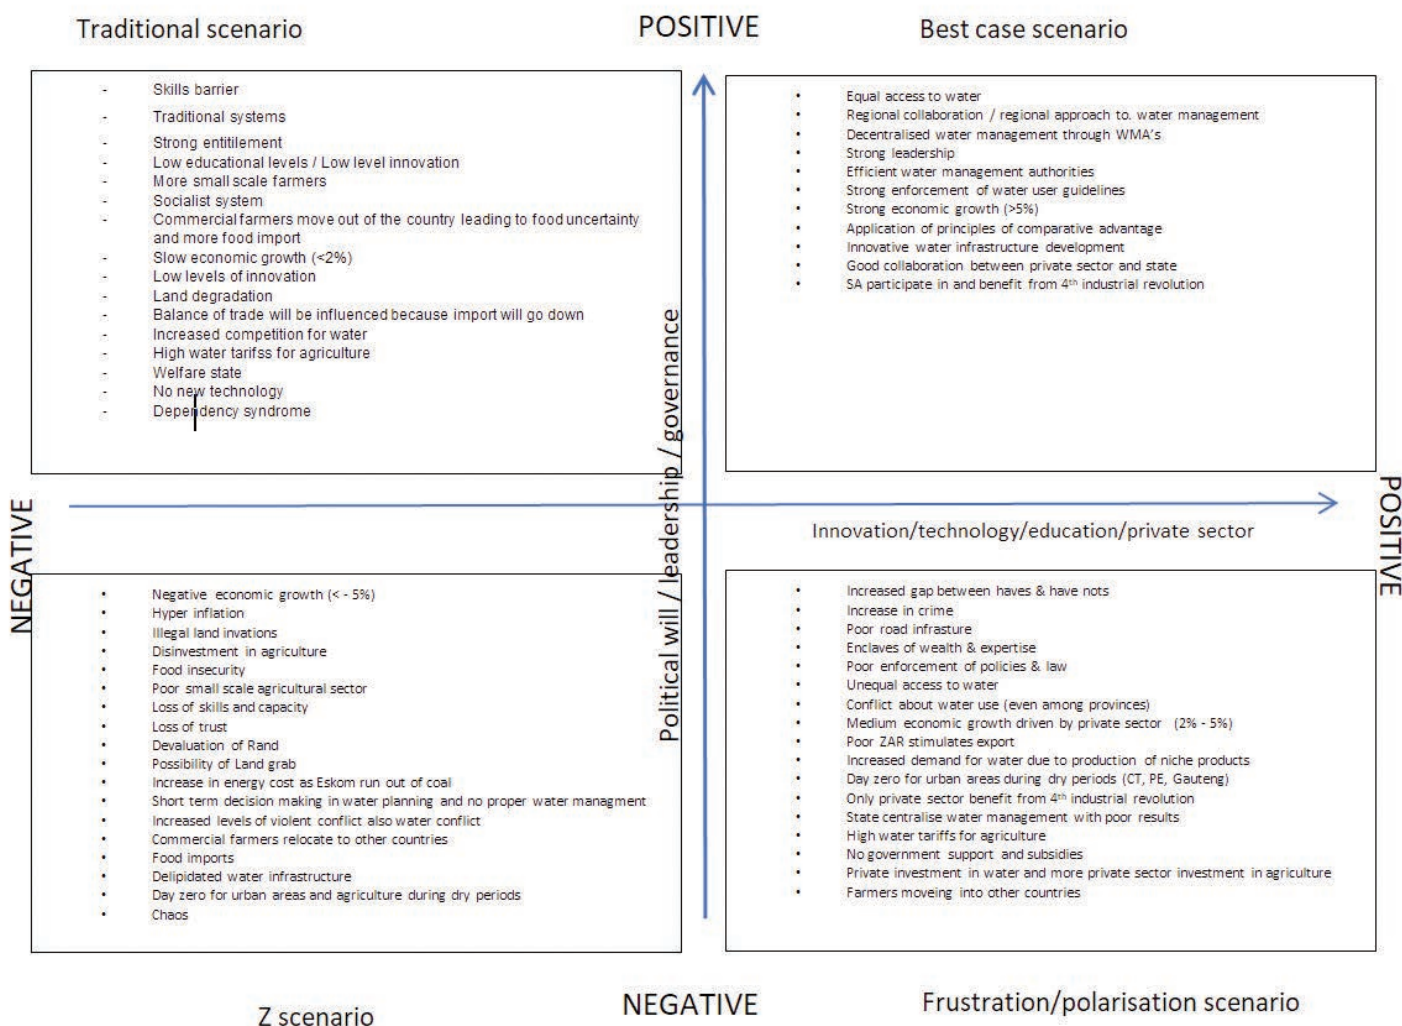 Traditional scenario
POSITIVE
Best case scenario
- Skills barrier
- Traditional systems
- Strong entitilement
- Low educational levels / Low level innovation
- More small scale farmers
- Socialist system
- Commercial farmers move out of the country leading to food uncertainty
and more food import
- Slow economic growth (<2%)
- Low levels of innovation
- Land degradation
- Balance of trade will be influenced because import will go down
- Increased competition for water
- High water tarifss for agriculture
- Welfare state
- No new technology
- Dependency syndrome
• Equal access to water
• Regional collaboration / regional approach to. water management
• Decentralised water management through WMA's
• Strong leadership
• Efficient water management authorities
• Strong enforcement of water user guidelines
• Strong economic growth (>5%)
• Application of principles of comparative advantage
• Innovative water infrastructure development
• Good collaboration between private sector and state
• SA participate in and benefit from 4th industrial revolution
Political will / leadership / governance
NEGATIVE
Innovation/technology/education/private sector
POSITIVE
• Negative economic growth (< - 5%)
• Hyper inflation
• Illegal land invations
• Disinvestment in agriculture
• Food insecurity
• Poor small scale agricultural sector
• Loss of skills and capacity
• Loss of trust
• Devaluation of Rand
• Possibility of Land grab
• Increase in energy cost as Eskom run out of coal
• Short term decision making in water planning and no proper water managment
• Increased levels of violent conflict also water conflict
• Commercial farmers relocate to other countries
• Food imports
• Delipidated water infrastructure
• Day zero for urban areas and agriculture during dry periods
• Chaos
• Increased gap between haves & have nots
• Increase in crime
• Poor road infrasture
• Enclaves of wealth & expertise
• Poor enforcement of policies & law
• Unequal access to water
• Conflict about water use (even among provinces)
• Medium economic growth driven by private sector (2% - 5%)
• Poor ZAR stimulates export
• Increased demand for water due to production of niche products
• Day zero for urban areas during dry periods (CT, PE, Gauteng)
• Only private sector benefit from 4th industrial revolution
• State centralise water management with poor results
• High water tariffs for agriculture
• No government support and subsidies
• Private investment in water and more private sector investment in agriculture
• Farmers moveing into other countries
Z scenario
NEGATIVE
Frustration/polarisation scenario